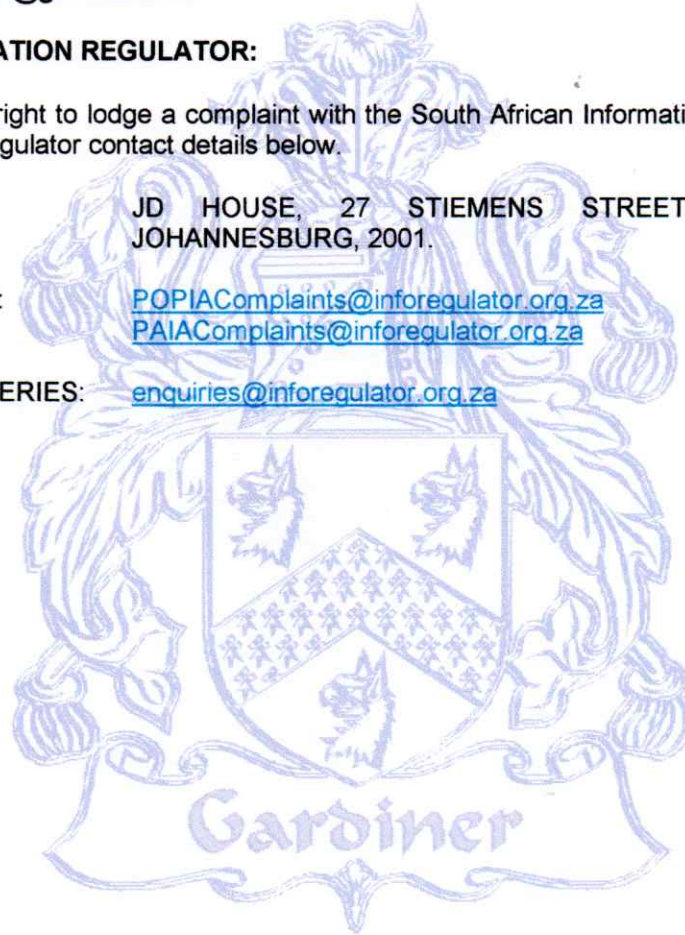 ATION REGULATOR:
right to lodge a complaint with the South African Informati
gulator contact details below.
JD HOUSE, 27 STIEMENS STREET
JOHANNESBURG, 2001.
: POPIAComplaints@inforegulator.org.za
PAIAComplaints@inforegulator.org.za
ERIES: enquiries@inforegulator.org.za
Gardiner